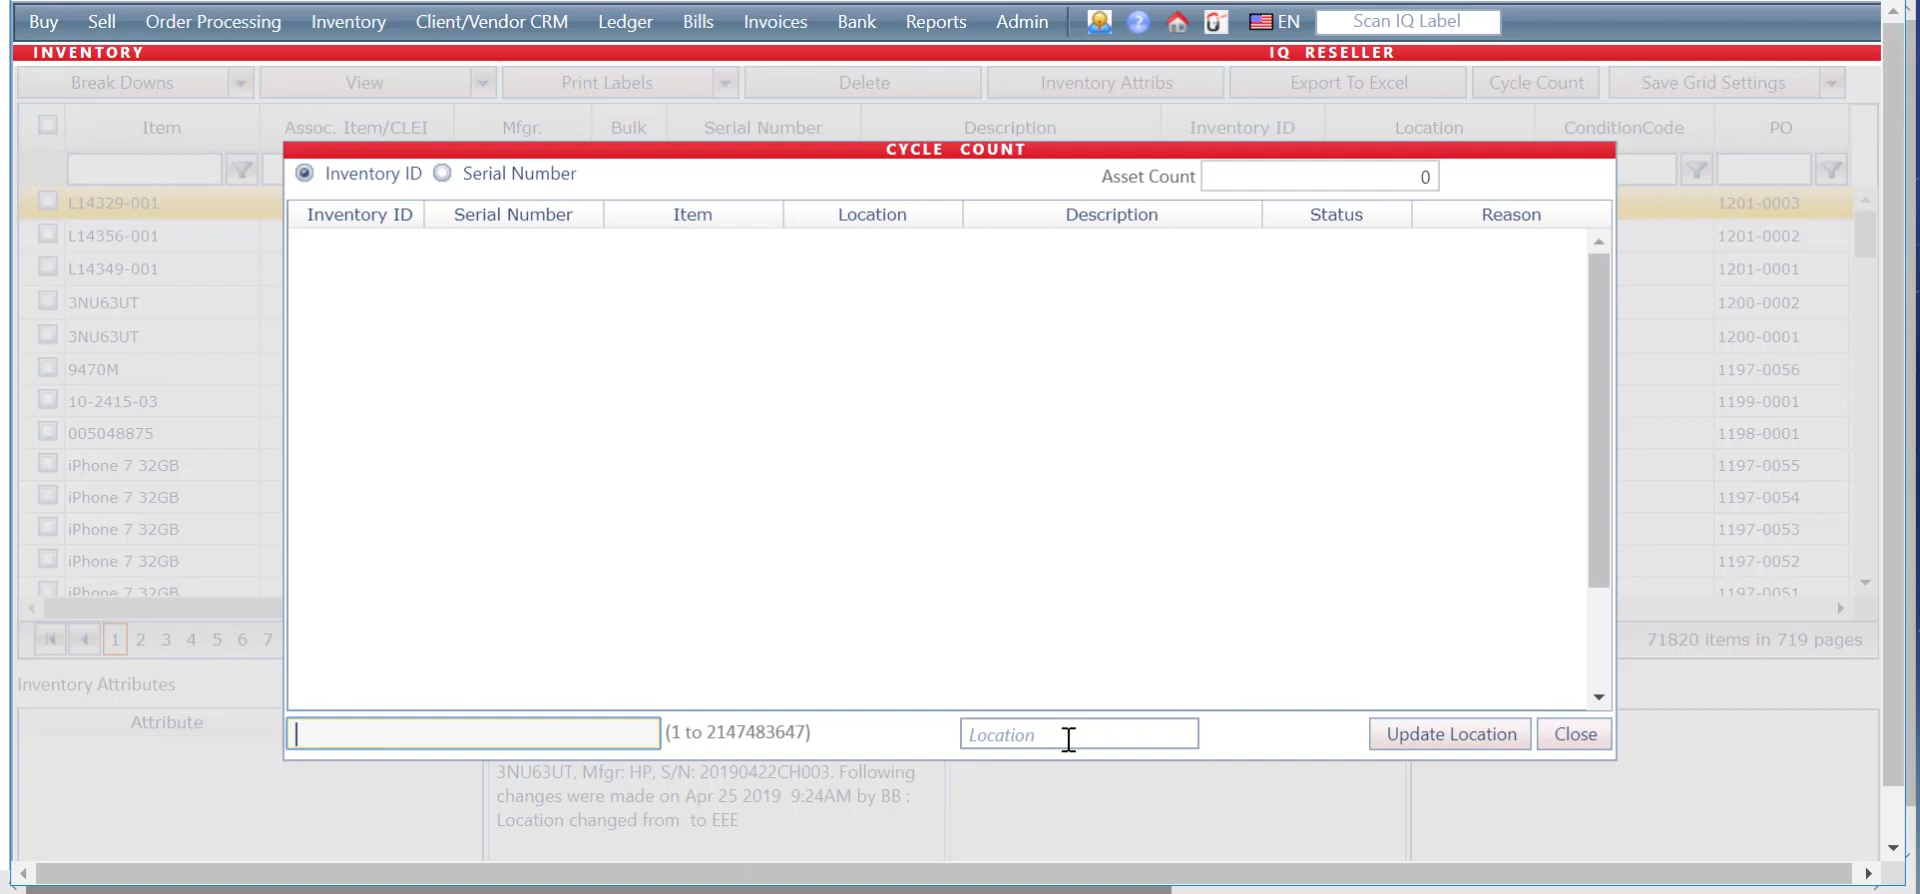 Buy Sell Order Processing Inventory Client/Vendor CRM Ledger Bills Invoices Bank Reports Admin EN Scan IQ Label
INVENTORY IQ RESELLER
Break Downs View Print Labels Delete Inventory Attribs Export To Excel Cycle Count Save Grid Settings
Item Assoc. Item/CLEI Mfgr. Bulk Serial Number Description Inventory ID Location ConditionCode PO
CYCLE COUNT
Inventory ID Serial Number Asset Count 0
Inventory ID Serial Number Item Location Description Status Reason
L14329-001 1201-0003
L14356-001 1201-0002
L14349-001 1201-0001
3NU63UT 1200-0002
3NU63UT 1200-0001
9470M 1197-0056
10-2415-03 1199-0001
005048875 1198-0001
iPhone 7 32GB 1197-0055
iPhone 7 32GB 1197-0054
iPhone 7 32GB 1197-0053
iPhone 7 32GB 1197-0052
iPhone 7 32GB 1197-0051
1 2 3 4 5 6 7 71820 items in 719 pages
Inventory Attributes
Attribute
(1 to 2147483647) Location Update Location Close
3NU63UT, Mfgr: HP, S/N: 20190422CH003. Following
changes were made on Apr 25 2019 9:24AM by BB :
Location changed from to EEE